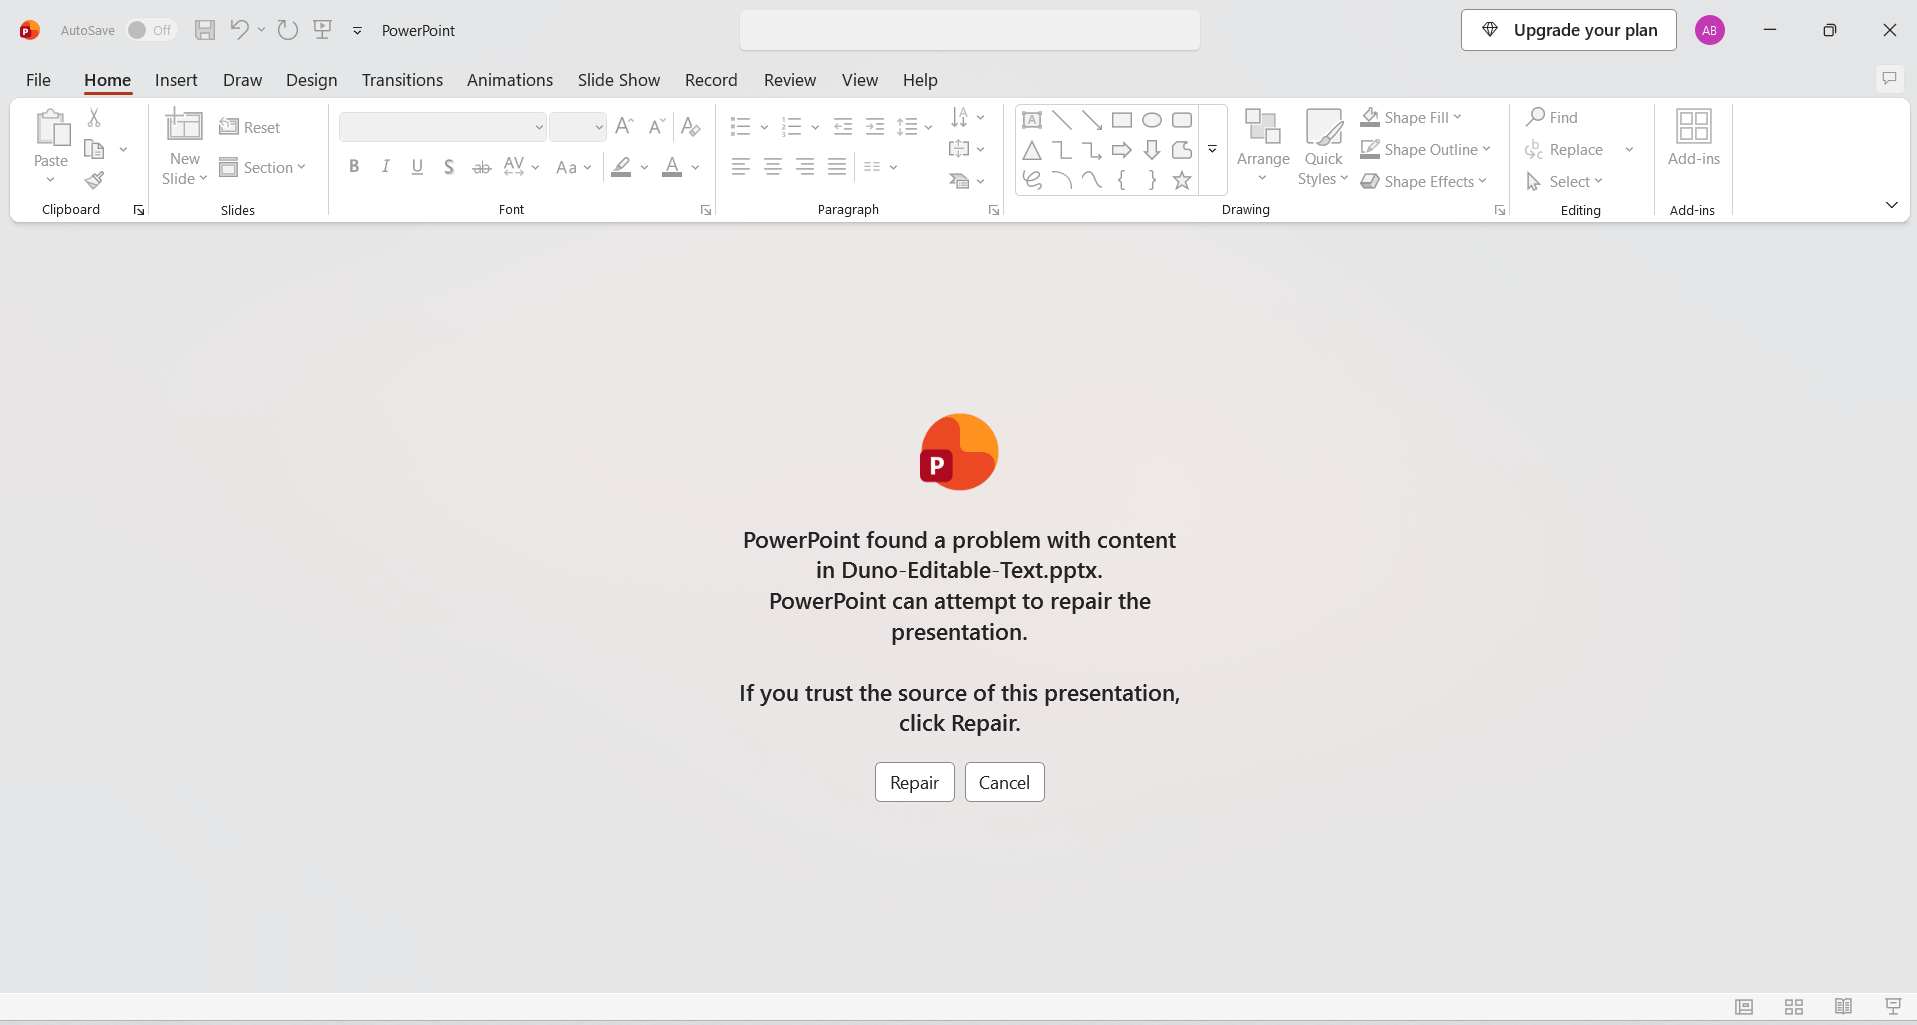 AutoSave Off PowerPoint Upgrade your plan AB
File Home Insert Draw Design Transitions Animations Slide Show Record Review View Help
Paste
New
Slide
Reset
Section
B I U S ab AV Aa A
Arrange
Quick
Styles
Shape Fill
Shape Outline
Shape Effects
Find
Replace
Select
Add-ins
Clipboard Slides Font Paragraph Drawing Editing Add-ins
P
PowerPoint found a problem with content
in Duno-Editable-Text.pptx.
PowerPoint can attempt to repair the
presentation.
If you trust the source of this presentation,
click Repair.
Repair Cancel